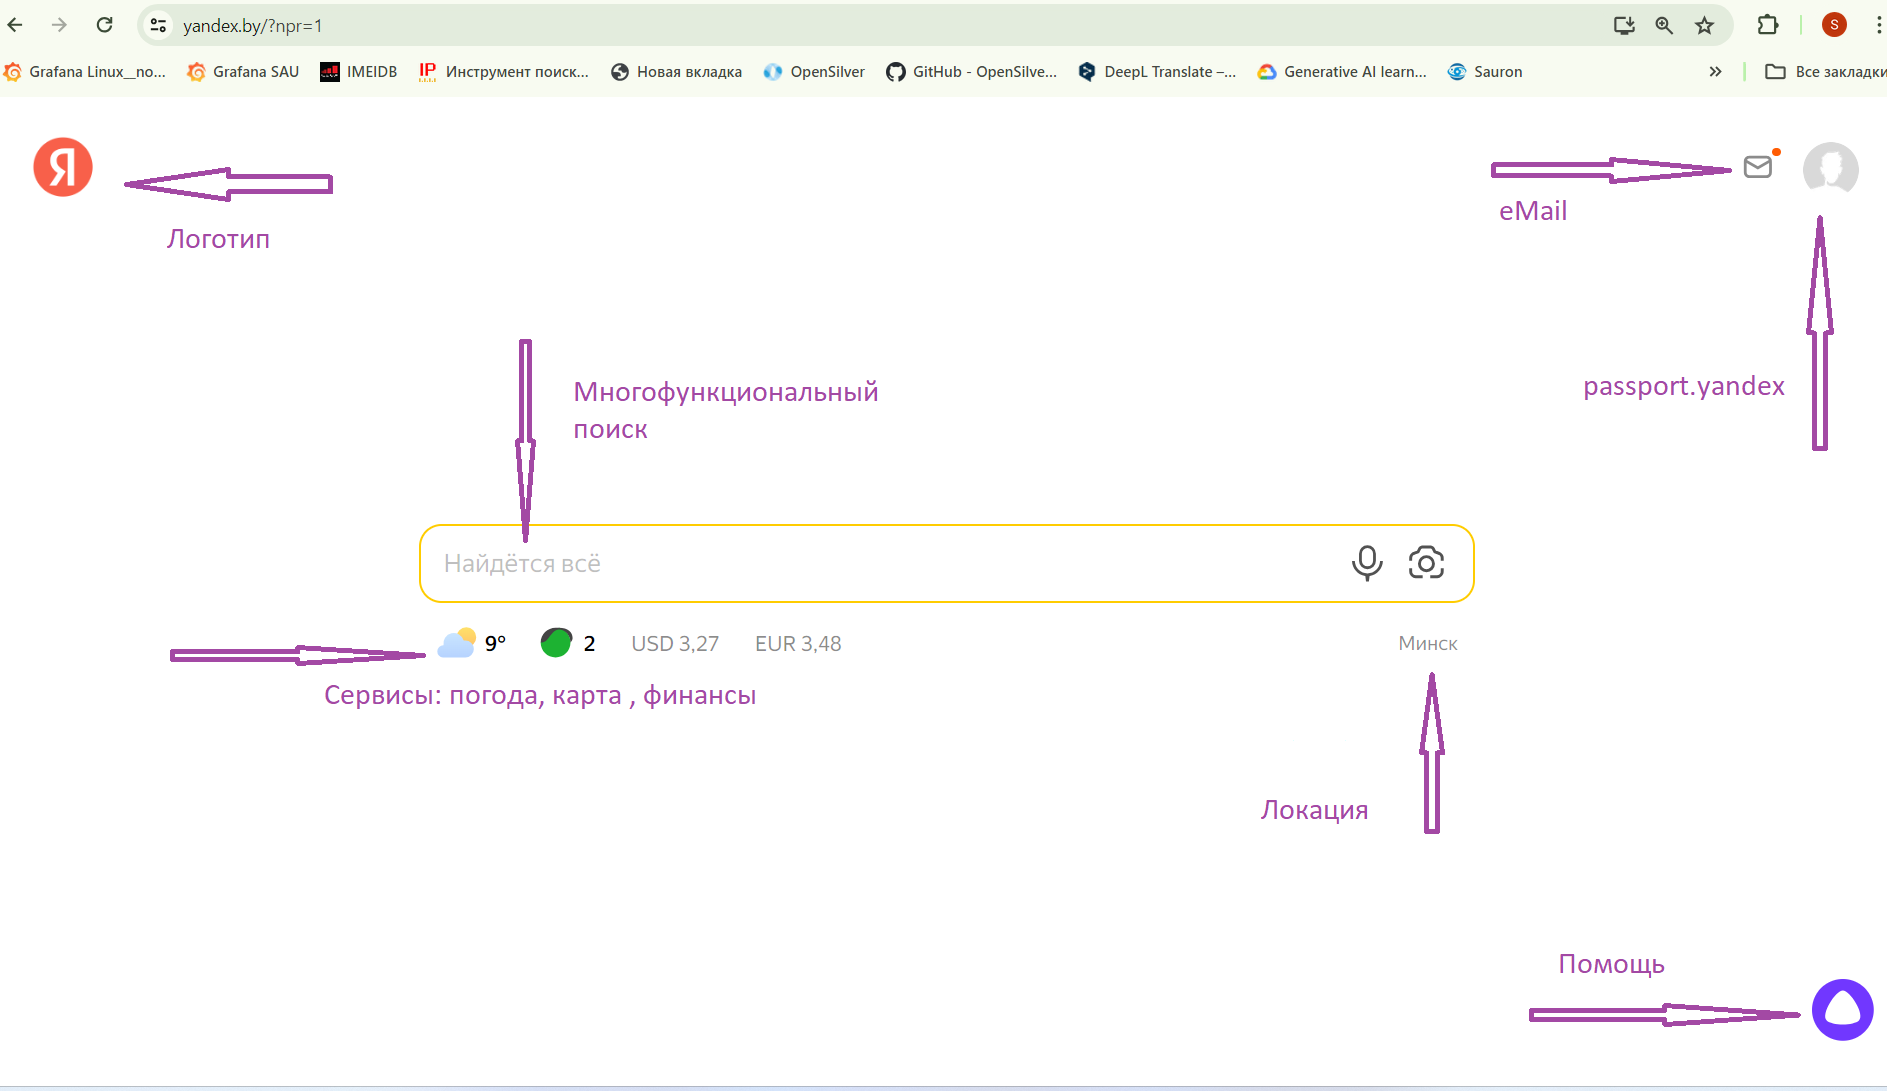 yandex.by/?npr=1
S
Grafana Linux__no...
Grafana SAU
IMEIDB
IP
Инструмент поиск...
Новая вкладка
OpenSilver
GitHub - OpenSilve...
DeepL Translate –...
Generative AI learn...
Sauron
»
Все закладки
Я
Логотип
eMail
passport.yandex
Многофункциональный
поиск
Найдётся всё
9°
2
USD 3,27
EUR 3,48
Минск
Сервисы: погода, карта , финансы
Локация
Помощь